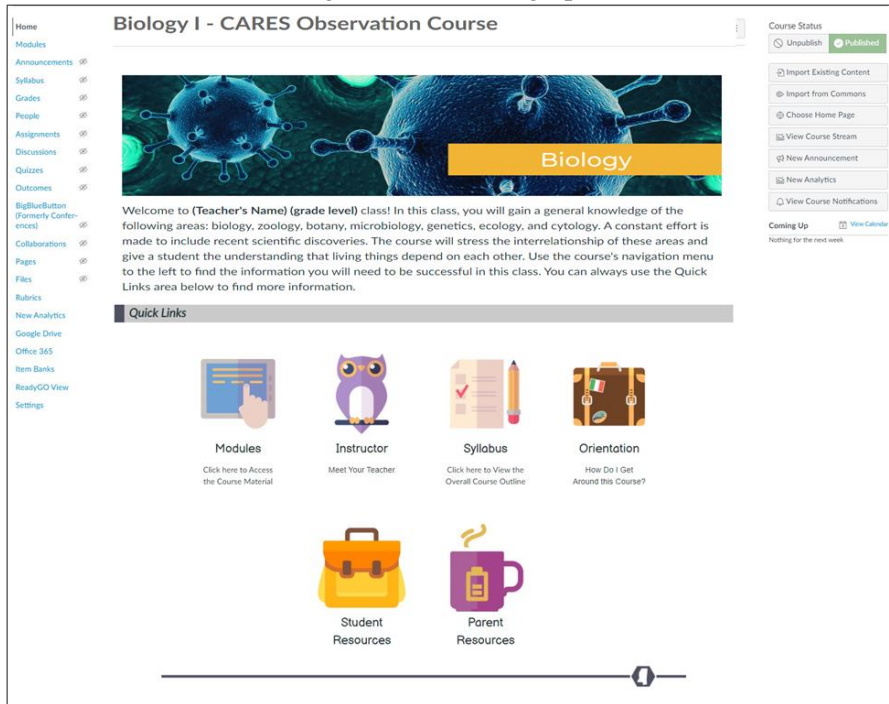 Home
Modules
Announcements
Syllabus
Grades
People
Assignments
Discussions
Quizzes
Outcomes
BigBlueButton
(Formerly Confer-
ences)
Collaborations
Pages
Files
Rubrics
New Analytics
Google Drive
Office 365
Item Banks
ReadyGO View
Settings
Biology I - CARES Observation Course
Biology
Welcome to (Teacher's Name) (grade level) class! In this class, you will gain a general knowledge of the
following areas: biology, zoology, botany, microbiology, genetics, ecology, and cytology. A constant effort is
made to include recent scientific discoveries. The course will stress the interrelationship of these areas and
give a student the understanding that living things depend on each other. Use the course's navigation menu
to the left to find the information you will need to be successful in this class. You can always use the Quick
Links area below to find more information.
Quick Links
Modules
Click here to Access
the Course Material
Instructor
Meet Your Teacher
Syllabus
Click here to View the
Overall Course Outline
Orientation
How Do I Get
Around this Course?
Student
Resources
Parent
Resources
Course Status
Unpublish
Published
Import Existing Content
Import from Commons
Choose Home Page
View Course Stream
New Announcement
New Analytics
View Course Notifications
Coming Up
View Calendar
Nothing for the next week